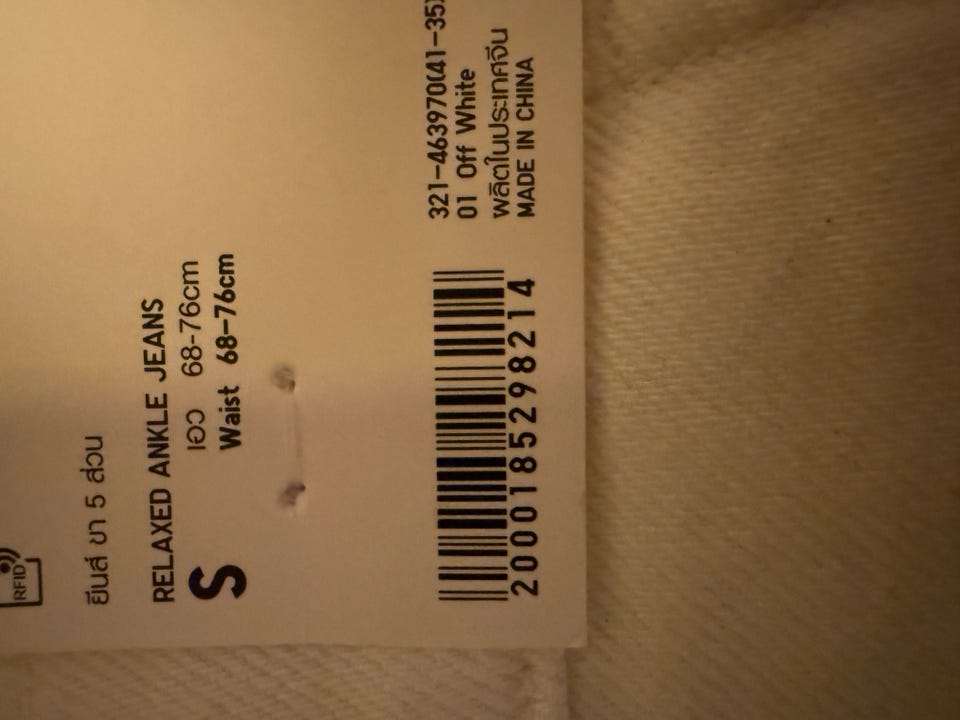 RFID
ยีนส์ ขา 5 ส่วน
RELAXED ANKLE JEANS
S
เอว 68-76cm
Waist 68-76cm
321-463970(41-35)
01 Off White
ผลิตในประเทศจีน
MADE IN CHINA
2000185298214